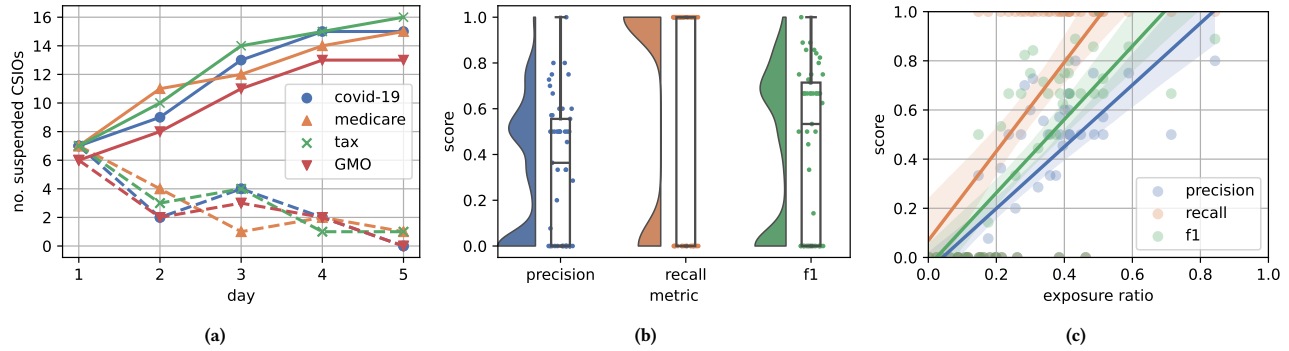 no. suspended CSIOs
16
14
12
10
8
6
4
2
0
covid-19
medicare
tax
GMO
1 2 3 4 5
day
(a)
score
1.0
0.8
0.6
0.4
0.2
0.0
precision recall f1
metric
(b)
score
1.0
0.8
0.6
0.4
0.2
0.0
precision
recall
f1
0.0 0.2 0.4 0.6 0.8 1.0
exposure ratio
(c)